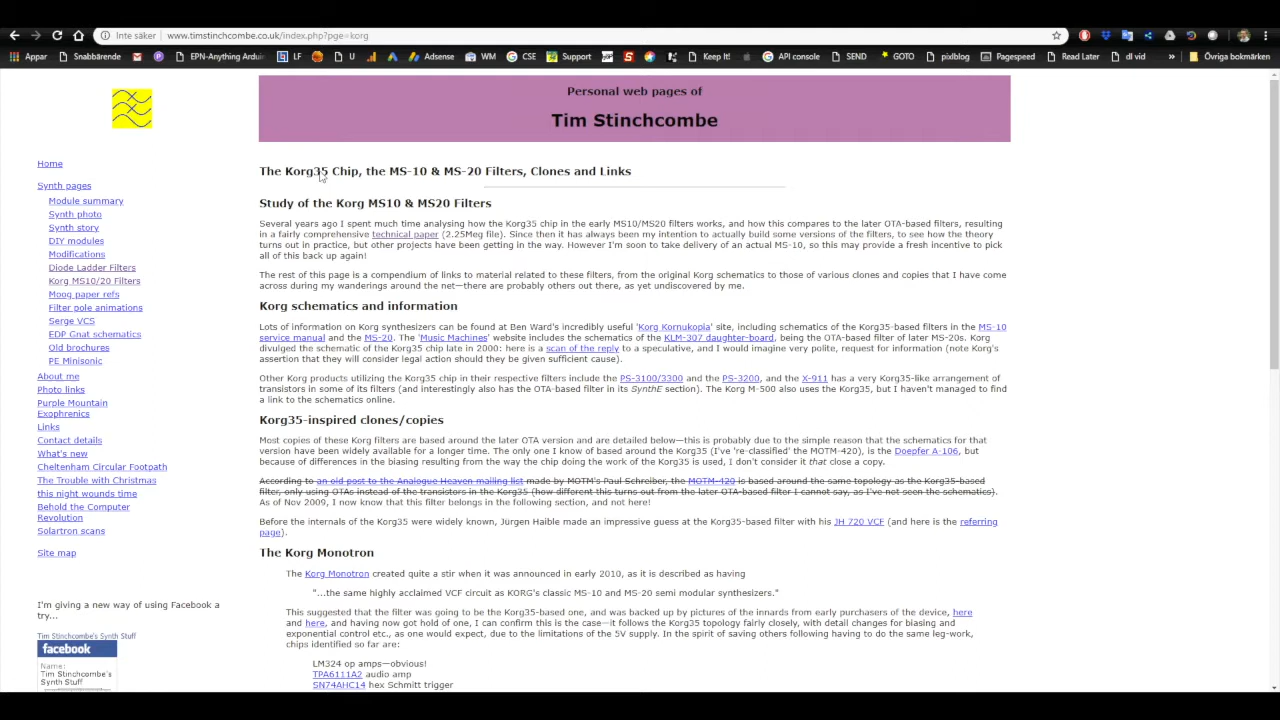 Inte säker www.timstinchcombe.co.uk/index.php?pge=korg
Appar Snabbärende EPN-Anything Arduin LF U Adsense WM CSE Support Keep It! API console SEND GOTO pixblog Pagespeed Read Later dl vid » Övriga bokmärken
Personal web pages of
Tim Stinchcombe
Home
Synth pages
Module summary
Synth photo
Synth story
DIY modules
Modifications
Diode Ladder Filters
Korg MS10/20 Filters
Moog paper refs
Filter pole animations
Serge VCS
EDP Gnat schematics
Old brochures
PE Minisonic
About me
Photo links
Purple Mountain
Exophrenics
Links
Contact details
What's new
Cheltenham Circular Footpath
The Trouble with Christmas
this night wounds time
Behold the Computer
Revolution
Solartron scans
Site map
I'm giving a new way of using Facebook a
try...
Tim Stinchcombe's Synth Stuff
facebook
Name:
Tim Stinchcombe's
Synth Stuff
The Korg35 Chip, the MS-10 & MS-20 Filters, Clones and Links
Study of the Korg MS10 & MS20 Filters
Several years ago I spent much time analysing how the Korg35 chip in the early MS10/MS20 filters works, and how this compares to the later OTA-based filters, resulting
in a fairly comprehensive technical paper (2.25Meg file). Since then it has always been my intention to actually build some versions of the filters, to see how the theory
turns out in practice, but other projects have been getting in the way. However I'm soon to take delivery of an actual MS-10, so this may provide a fresh incentive to pick
all of this back up again!
The rest of this page is a compendium of links to material related to these filters, from the original Korg schematics to those of various clones and copies that I have come
across during my wanderings around the net—there are probably others out there, as yet undiscovered by me.
Korg schematics and information
Lots of information on Korg synthesizers can be found at Ben Ward's incredibly useful 'Korg Kornukopia' site, including schematics of the Korg35-based filters in the MS-10
service manual and the MS-20. The 'Music Machines' website includes the schematics of the KLM-307 daughter-board, being the OTA-based filter of later MS-20s. Korg
divulged the schematic of the Korg35 chip late in 2000: here is a scan of the reply to a speculative, and I would imagine very polite, request for information (note Korg's
assertion that they will consider legal action should they be given sufficient cause).
Other Korg products utilizing the Korg35 chip in their respective filters include the PS-3100/3300 and the PS-3200, and the X-911 has a very Korg35-like arrangement of
transistors in some of its filters (and interestingly also has the OTA-based filter in its SynthE section). The Korg M-500 also uses the Korg35, but I haven't managed to find
a link to the schematics online.
Korg35-inspired clones/copies
Most copies of these Korg filters are based around the later OTA version and are detailed below—this is probably due to the simple reason that the schematics for that
version have been widely available for a longer time. The only one I know of based around the Korg35 (I've 're-classified' the MOTM-420), is the Doepfer A-106, but
because of differences in the biasing resulting from the way the chip doing the work of the Korg35 is used, I don't consider it that close a copy.
According to an old post to the Analogue Heaven mailing list made by MOTM's Paul Schreiber, the MOTM-420 is based around the same topology as the Korg35-based
filter, only using OTAs instead of the transistors in the Korg35 (how different this turns out from the later OTA-based filter I cannot say, as I've not seen the schematics).
As of Nov 2009, I now know that this filter belongs in the following section, and not here!
Before the internals of the Korg35 were widely known, Jürgen Haible made an impressive guess at the Korg35-based filter with his JH 720 VCF (and here is the referring
page).
The Korg Monotron
The Korg Monotron created quite a stir when it was announced in early 2010, as it is described as having
"...the same highly acclaimed VCF circuit as KORG's classic MS-10 and MS-20 semi modular synthesizers."
This suggested that the filter was going to be the Korg35-based one, and was backed up by pictures of the innards from early purchasers of the device, here
and here, and having now got hold of one, I can confirm this is the case—it follows the Korg35 topology fairly closely, with detail changes for biasing and
exponential control etc., as one would expect, due to the limitations of the 5V supply. In the spirit of saving others following having to do the same leg-work,
chips identified so far are:
LM324 op amps—obvious!
TPA6111A2 audio amp
SN74AHC14 hex Schmitt trigger